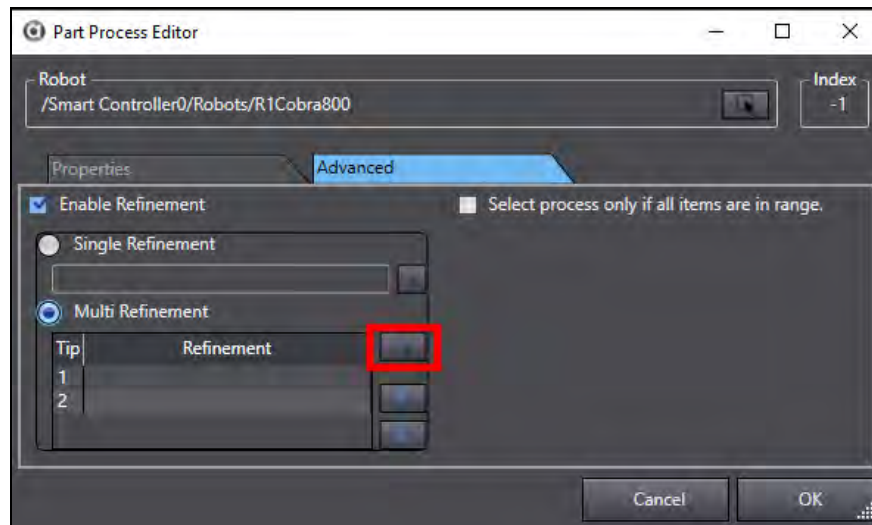 Part Process Editor
Robot
Index
/Smart Controller0/Robots/R1Cobra800
-1
Properties
Advanced
Enable Refinement
Select process only if all items are in range.
Single Refinement
Multi Refinement
Tip Refinement
1
2
Cancel
OK